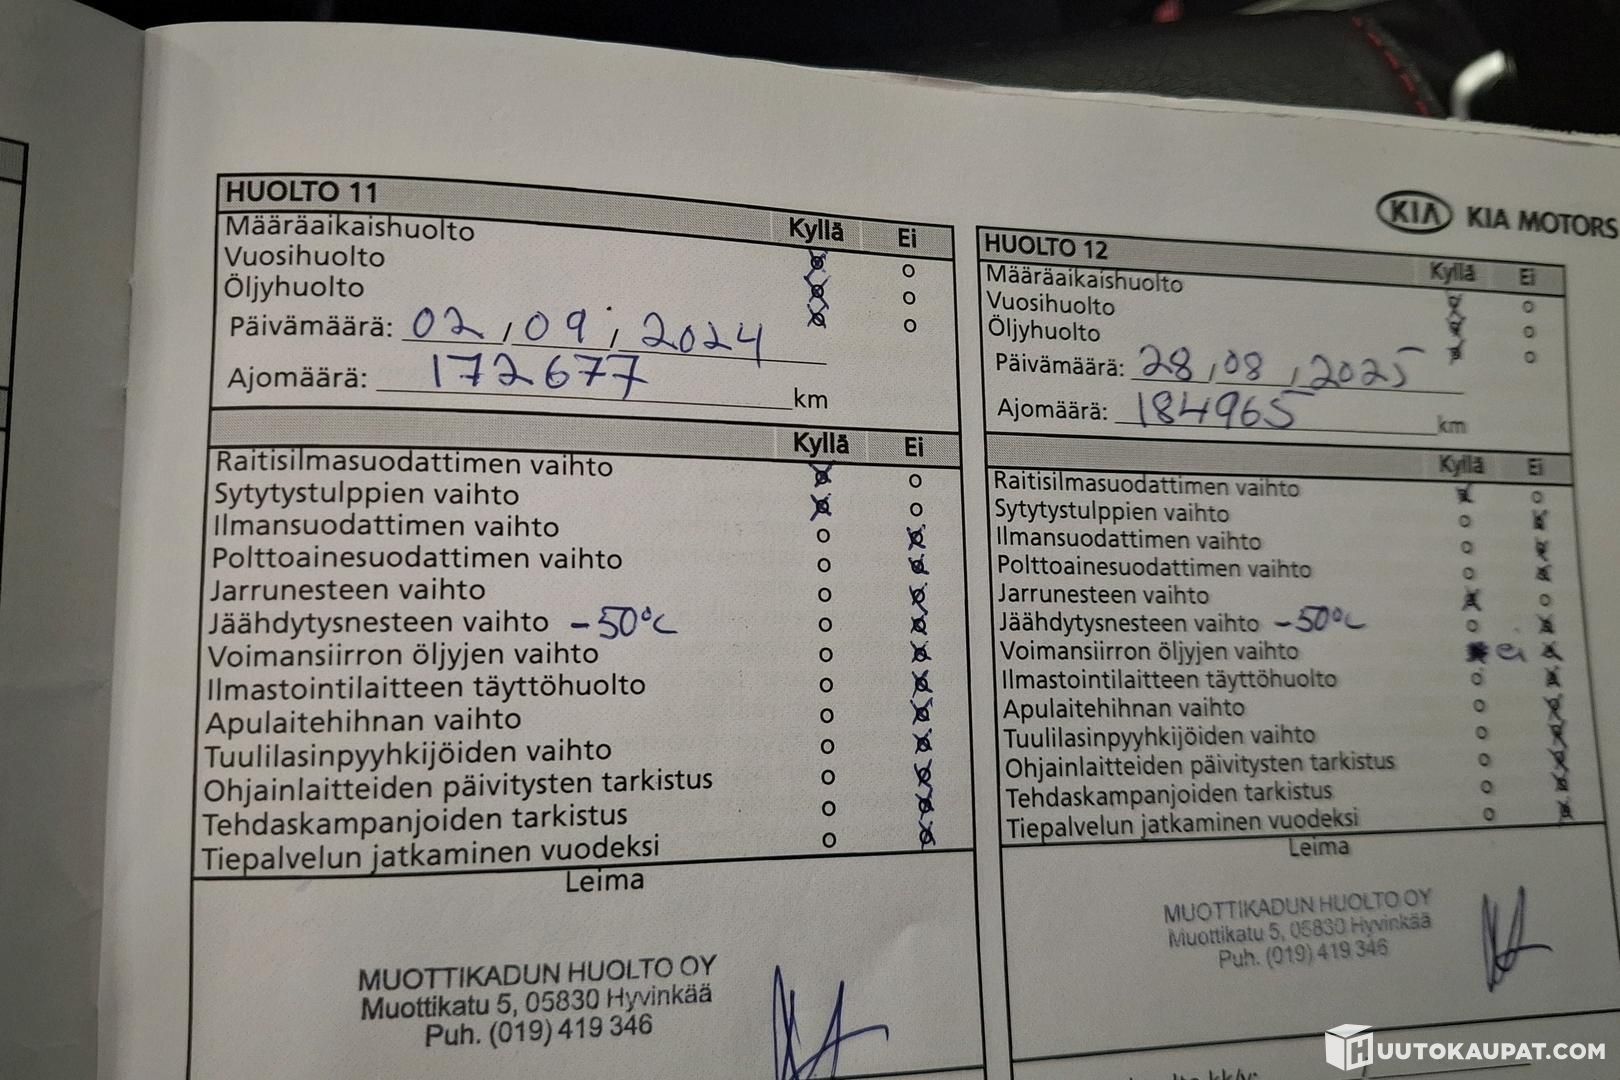 HUOLTO 11
Kyllä Ei
Määräaikaishuolto
Vuosihuolto
Öljyhuolto
Päivämäärä: 02, 09, 2024
Ajomäärä: 172677 km
Kyllä Ei
Raitisilmasuodattimen vaihto
Sytytystulppien vaihto
Ilmansuodattimen vaihto
Polttoainesuodattimen vaihto
Jarrunesteen vaihto
Jäähdytysnesteen vaihto -50°C
Voimansiirron öljyjen vaihto
Ilmastointilaitteen täyttöhuolto
Apulaitehihnan vaihto
Tuulilasinpyyhkijöiden vaihto
Ohjainlaitteiden päivitysten tarkistus
Tehdaskampanjoiden tarkistus
Tiepalvelun jatkaminen vuodeksi
Leima
MUOTTIKADUN HUOLTO OY
Muottikatu 5, 05830 Hyvinkää
Puh. (019) 419 346
KIA KIA MOTORS
HUOLTO 12
Kyllä Ei
Määräaikaishuolto
Vuosihuolto
Öljyhuolto
Päivämäärä: 28, 08, 2025
Ajomäärä: 184965 km
Kyllä Ei
Raitisilmasuodattimen vaihto
Sytytystulppien vaihto
Ilmansuodattimen vaihto
Polttoainesuodattimen vaihto
Jarrunesteen vaihto
Jäähdytysnesteen vaihto -50°C
Voimansiirron öljyjen vaihto ei
Ilmastointilaitteen täyttöhuolto
Apulaitehihnan vaihto
Tuulilasinpyyhkijöiden vaihto
Ohjainlaitteiden päivitysten tarkistus
Tehdaskampanjoiden tarkistus
Tiepalvelun jatkaminen vuodeksi
Leima
MUOTTIKADUN HUOLTO OY
Muottikatu 5, 05830 Hyvinkää
Puh. (019) 419 346
HUUTOKAUPAT.COM